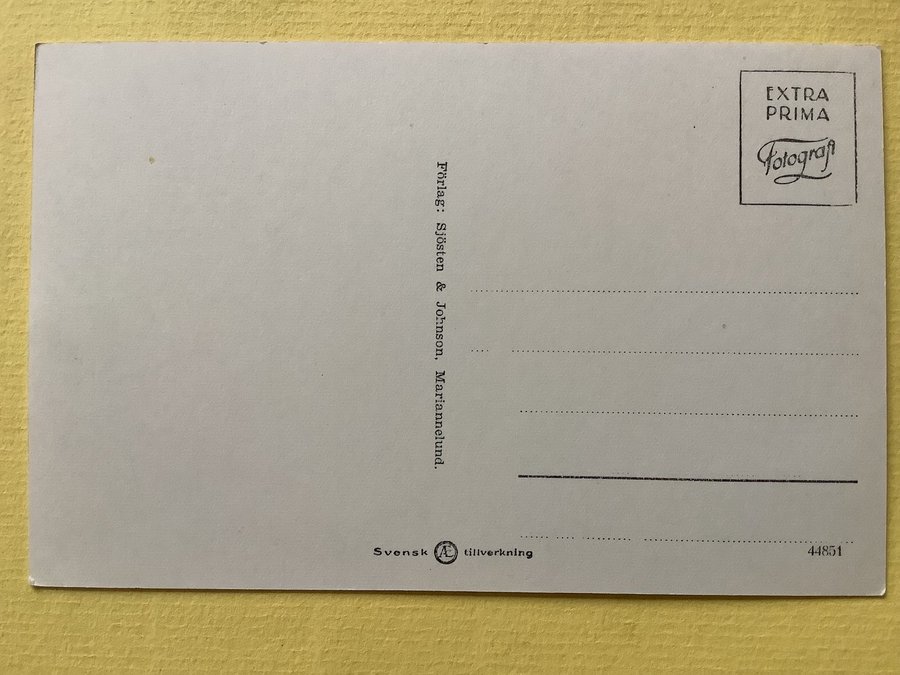 EXTRA
PRIMA
Fotografi
Förlag: Sjösten & Johnson, Mariannelund.
Svensk Æ tillverkning
44851